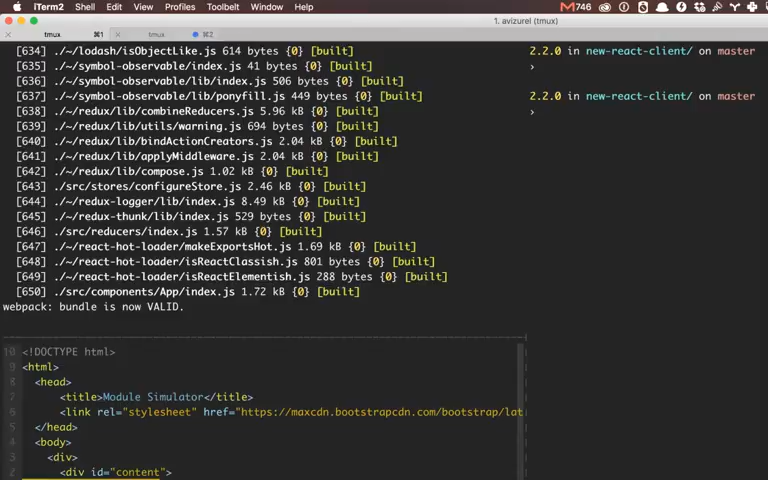 iTerm2 Shell Edit View Profiles Toolbelt Window Help 746
1. avizurel (tmux)
tmux ⌘1 tmux ⌘2
[634] ./~/lodash/isObjectLike.js 614 bytes {0} [built]
[635] ./~/symbol-observable/index.js 41 bytes {0} [built]
[636] ./~/symbol-observable/lib/index.js 506 bytes {0} [built]
[637] ./~/symbol-observable/lib/ponyfill.js 449 bytes {0} [built]
[638] ./~/redux/lib/combineReducers.js 5.96 kB {0} [built]
[639] ./~/redux/lib/utils/warning.js 694 bytes {0} [built]
[640] ./~/redux/lib/bindActionCreators.js 2.04 kB {0} [built]
[641] ./~/redux/lib/applyMiddleware.js 2.04 kB {0} [built]
[642] ./~/redux/lib/compose.js 1.02 kB {0} [built]
[643] ./src/stores/configureStore.js 2.46 kB {0} [built]
[644] ./~/redux-logger/lib/index.js 8.49 kB {0} [built]
[645] ./~/redux-thunk/lib/index.js 529 bytes {0} [built]
[646] ./src/reducers/index.js 1.57 kB {0} [built]
[647] ./~/react-hot-loader/makeExportsHot.js 1.69 kB {0} [built]
[648] ./~/react-hot-loader/isReactClassish.js 801 bytes {0} [built]
[649] ./~/react-hot-loader/isReactElementish.js 288 bytes {0} [built]
[650] ./src/components/App/index.js 1.72 kB {0} [built]
webpack: bundle is now VALID.
10 <!DOCTYPE html>
9 <html>
8 <head>
7 <title>Module Simulator</title>
6 <link rel="stylesheet" href="https://maxcdn.bootstrapcdn.com/bootstrap/lat
5 </head>
4 <body>
3 <div>
2 <div id="content">
2.2.0 in new-react-client/ on master
›
2.2.0 in new-react-client/ on master
›